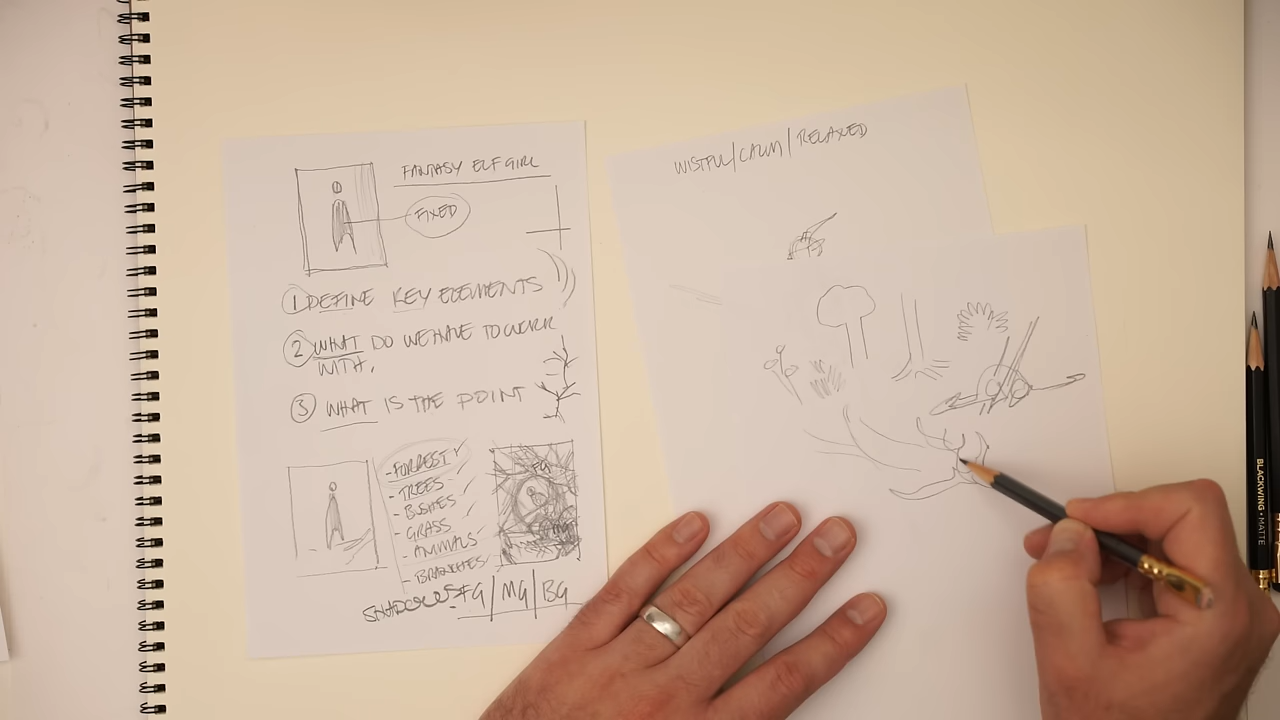 FANTASY ELF GIRL
FIXED
① DEFINE KEY ELEMENTS
② WHAT DO WE HAVE TO WORK
WITH.
③ WHAT IS THE POINT
- FORREST ✓
- TREES ✓
- BUSHES ✓
- GRASS ✓
- ANIMALS ✓
- BRANCHES
SHADOWS
FG / MG / BG
FG
MG
WISTFUL/CALM/RELAXED
BLACKWING • MATTE